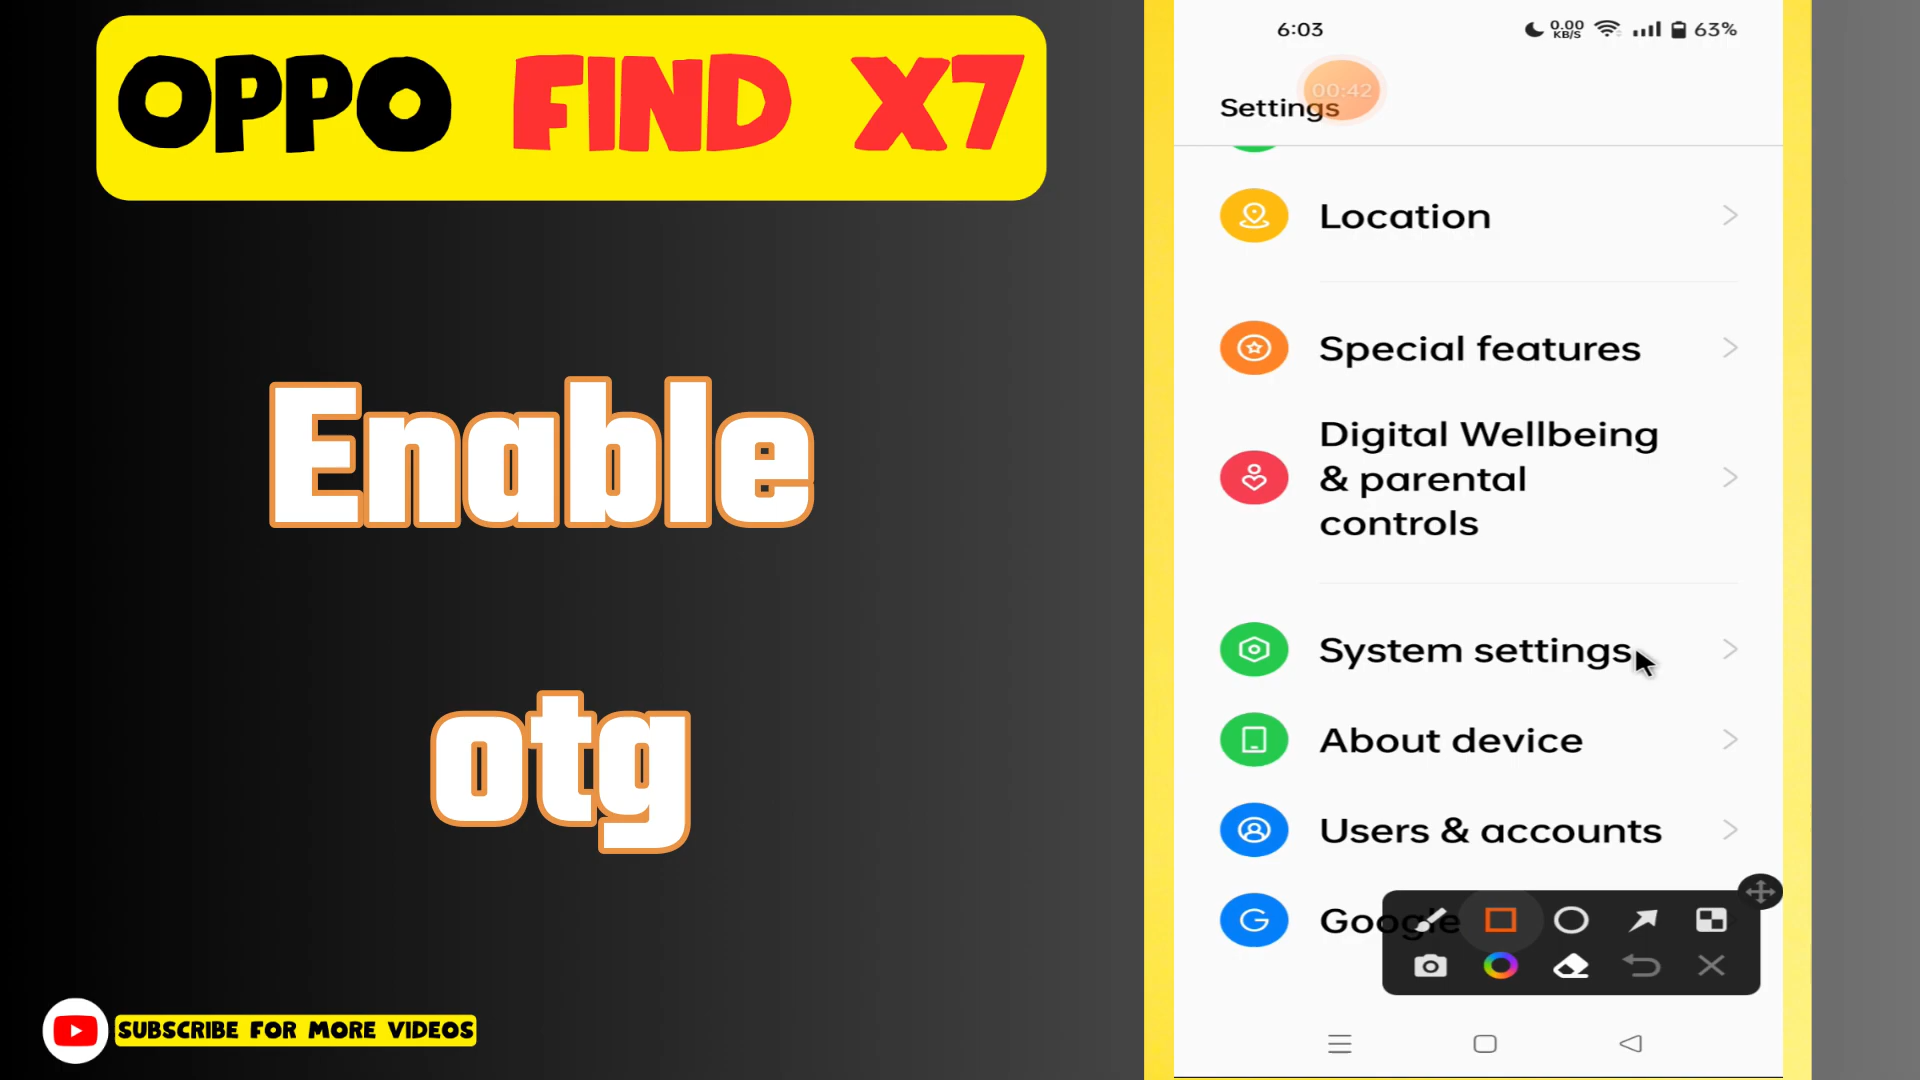 OPPO FIND X7
Enable
otg
SUBSCRIBE FOR MORE VIDEOS
6:03
0.00
KB/S
63%
00:42
Settings
Location
Special features
Digital Wellbeing
& parental
controls
System settings
About device
Users & accounts
Google